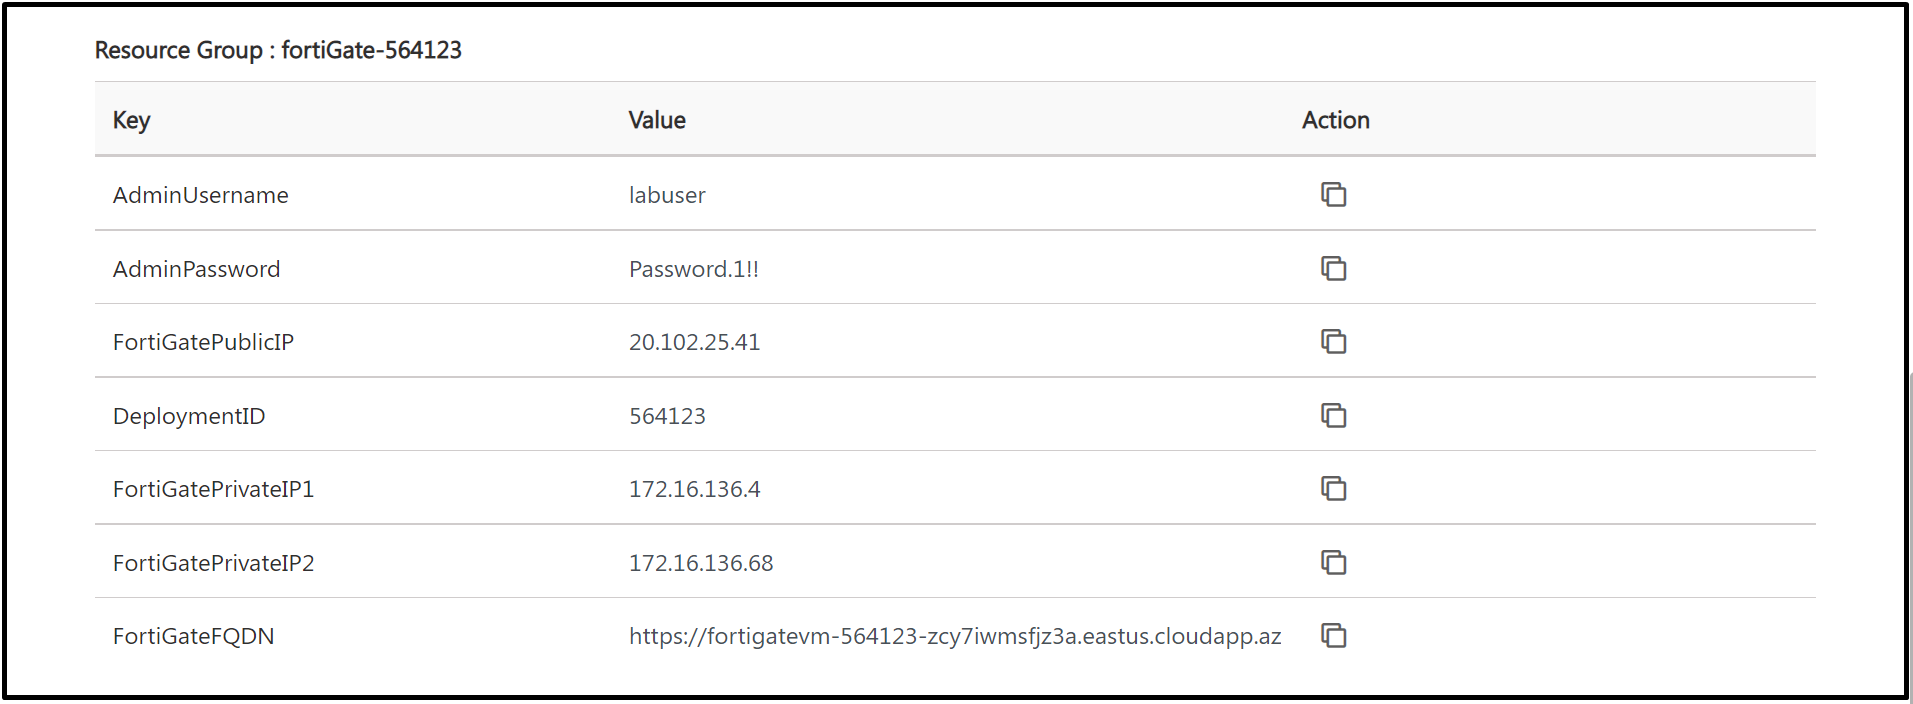 Resource Group : fortiGate-564123
Key Value Action
AdminUsername labuser
AdminPassword Password.1!!
FortiGatePublicIP 20.102.25.41
DeploymentID 564123
FortiGatePrivateIP1 172.16.136.4
FortiGatePrivateIP2 172.16.136.68
FortiGateFQDN https://fortigatevm-564123-zcy7iwmsfjz3a.eastus.cloudapp.az